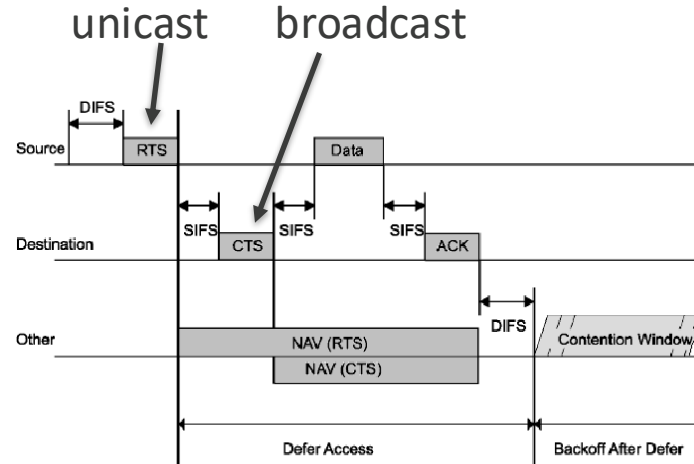 unicast broadcast
DIFS
Source RTS Data
SIFS SIFS SIFS
Destination CTS ACK
DIFS
Other NAV (RTS) Contention Window
NAV (CTS)
Defer Access Backoff After Defer